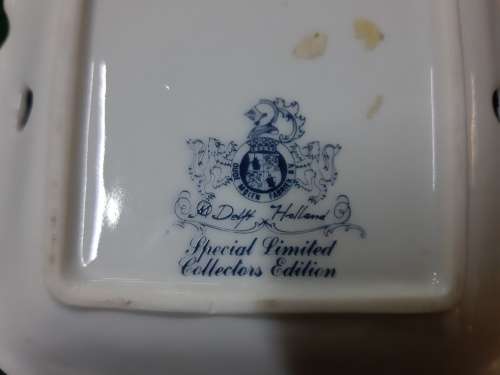 Delft Holland
Special Limited
Collectors Edition